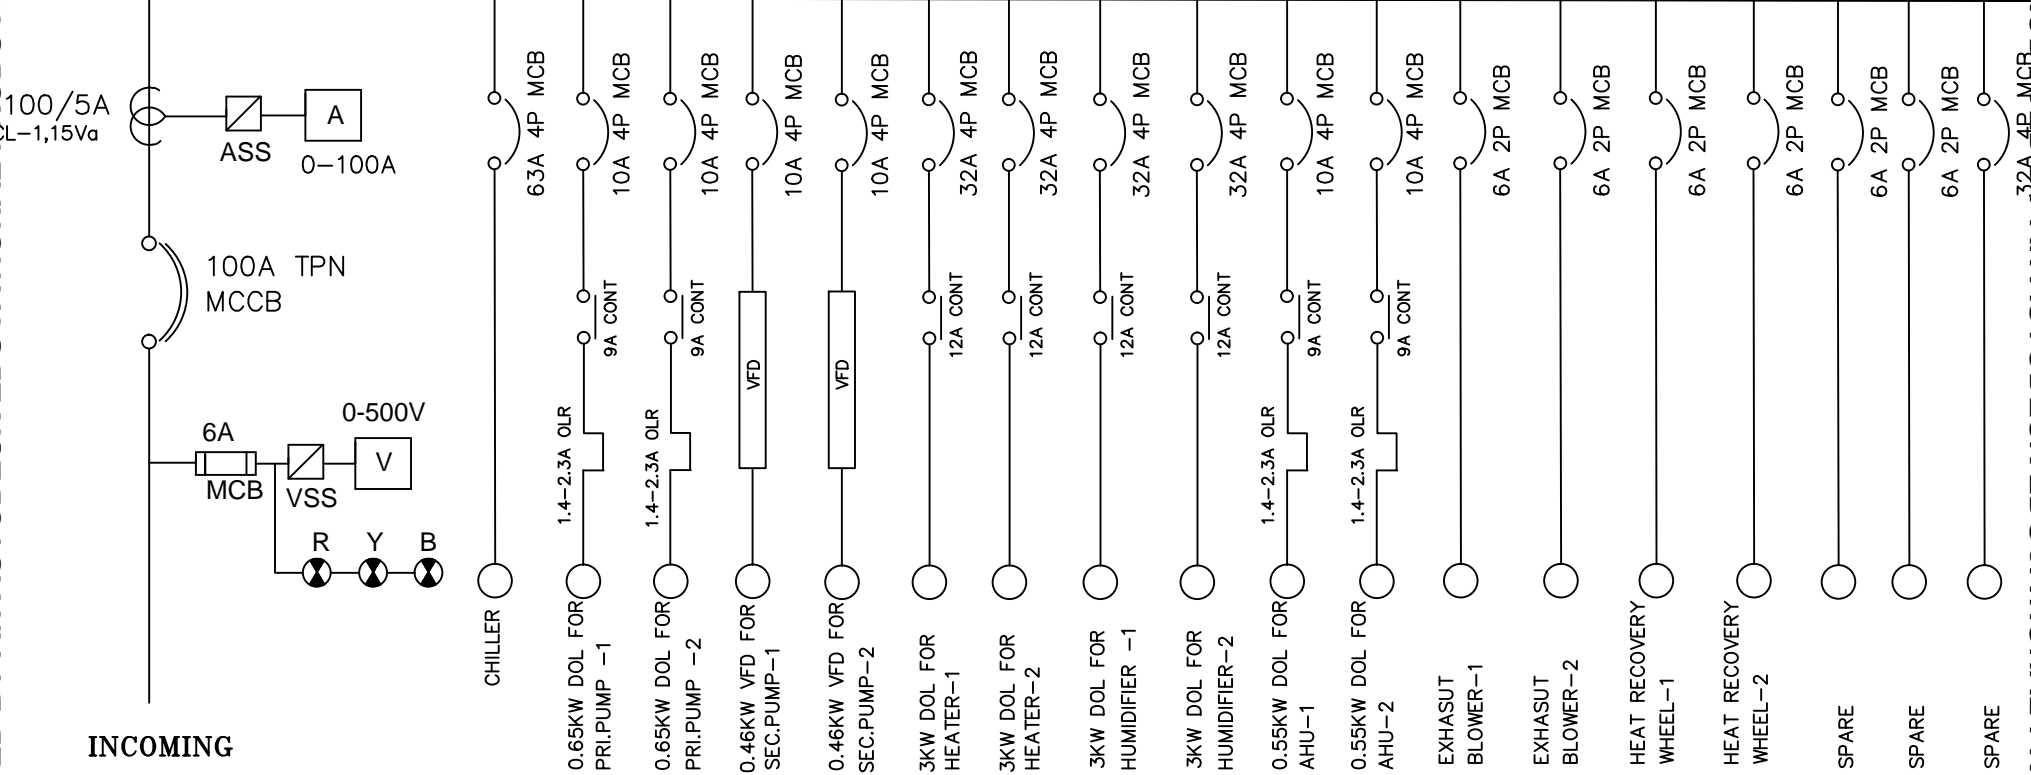 100/5A
CL-1,15Va
ASS
A
0-100A
100A TPN
MCCB
0-500V
6A
MCB
VSS
V
R Y B
INCOMING
63A 4P MCB
CHILLER
10A 4P MCB
9A CONT
1.4-2.3A OLR
0.65KW DOL FOR
PRI.PUMP -1
10A 4P MCB
9A CONT
1.4-2.3A OLR
0.65KW DOL FOR
PRI.PUMP -2
10A 4P MCB
VFD
0.46KW VFD FOR
SEC.PUMP-1
10A 4P MCB
VFD
0.46KW VFD FOR
SEC.PUMP-2
32A 4P MCB
12A CONT
3KW DOL FOR
HEATER-1
32A 4P MCB
12A CONT
3KW DOL FOR
HEATER-2
32A 4P MCB
12A CONT
3KW DOL FOR
HUMIDIFIER -1
32A 4P MCB
12A CONT
3KW DOL FOR
HUMIDIFIER-2
10A 4P MCB
9A CONT
1.4-2.3A OLR
0.55KW DOL FOR
AHU-1
10A 4P MCB
9A CONT
1.4-2.3A OLR
0.55KW DOL FOR
AHU-2
6A 2P MCB
EXHASUT
BLOWER-1
6A 2P MCB
EXHASUT
BLOWER-2
6A 2P MCB
HEAT RECOVERY
WHEEL-1
6A 2P MCB
HEAT RECOVERY
WHEEL-2
6A 2P MCB
SPARE
6A 2P MCB
SPARE
32A 4P MCB
SPARE